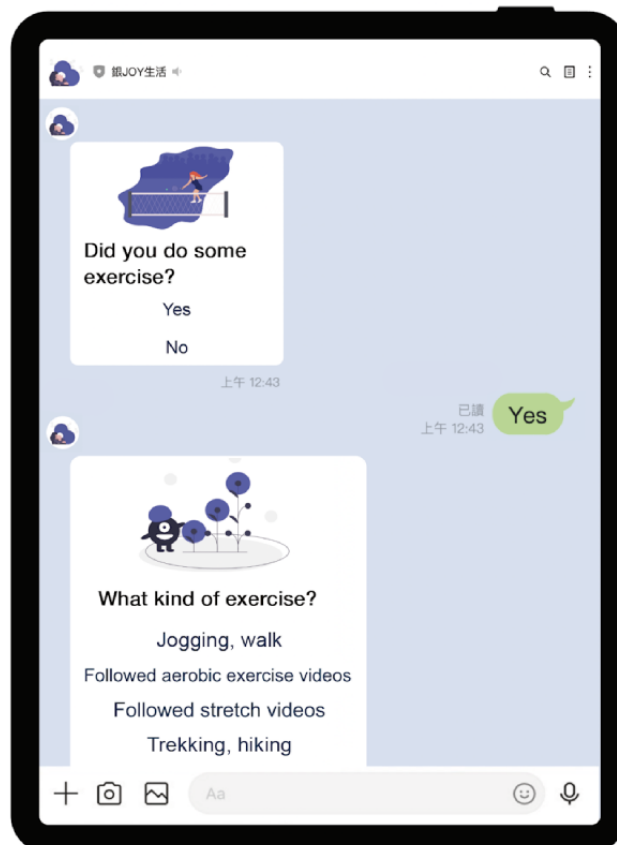 銀JOY生活
Did you do some
exercise?
Yes
No
上午 12:43
已讀
上午 12:43
Yes
What kind of exercise?
Jogging, walk
Followed aerobic exercise videos
Followed stretch videos
Trekking, hiking
Aa